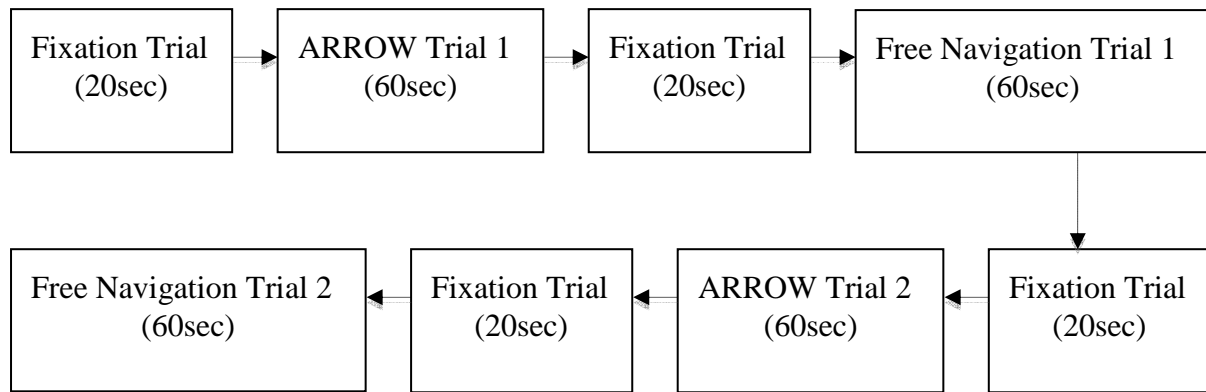 Fixation Trial
(20sec)
ARROW Trial 1
(60sec)
Fixation Trial
(20sec)
Free Navigation Trial 1
(60sec)
Fixation Trial
(20sec)
ARROW Trial 2
(60sec)
Fixation Trial
(20sec)
Free Navigation Trial 2
(60sec)